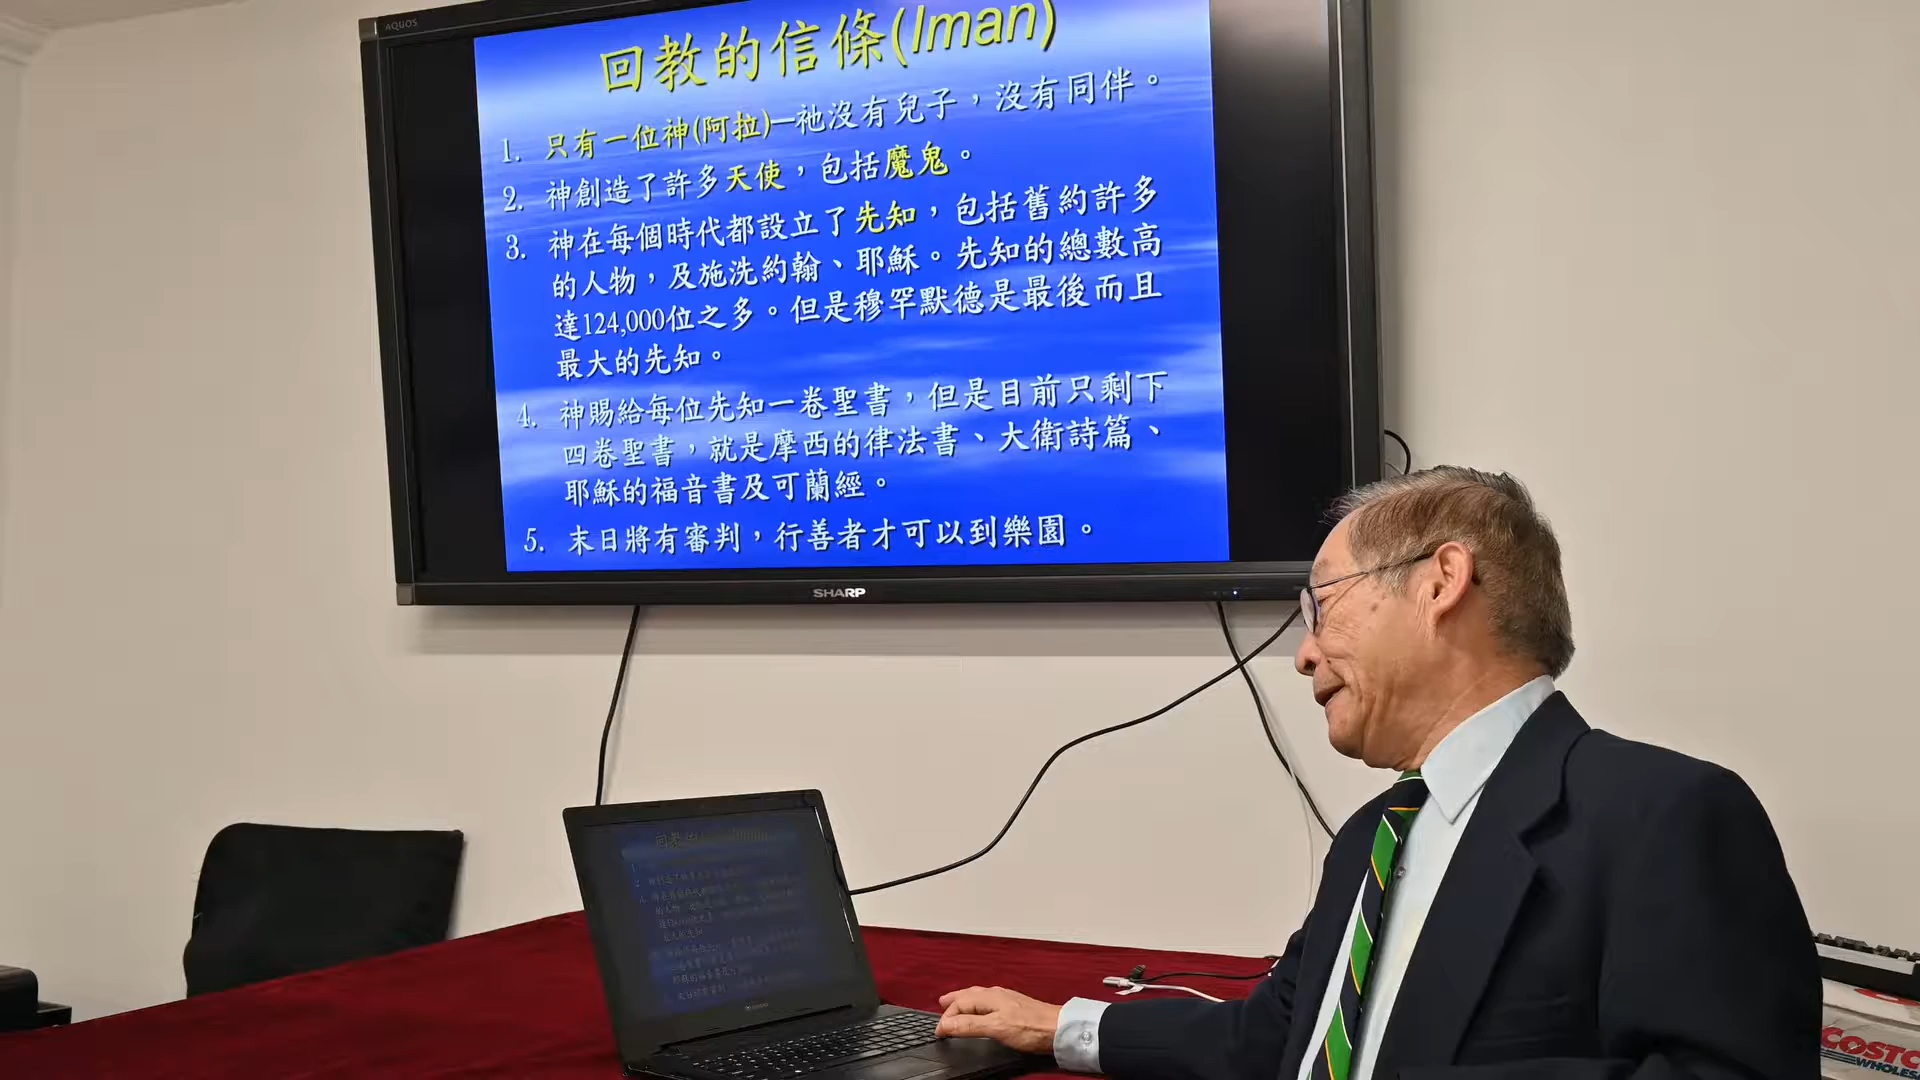 AQUOS
回教的信條(Iman)
1. 只有一位神(阿拉)—祂沒有兒子，沒有同伴。
2. 神創造了許多天使，包括魔鬼。
3. 神在每個時代都設立了先知，包括舊約許多
的人物，及施洗約翰、耶穌。先知的總數高
達124,000位之多。但是穆罕默德是最後而且
最大的先知。
4. 神賜給每位先知一卷聖書，但是目前只剩下
四卷聖書，就是摩西的律法書、大衛詩篇、
耶穌的福音書及可蘭經。
5. 末日將有審判，行善者才可以到樂園。
SHARP
COSTC
WHOLES